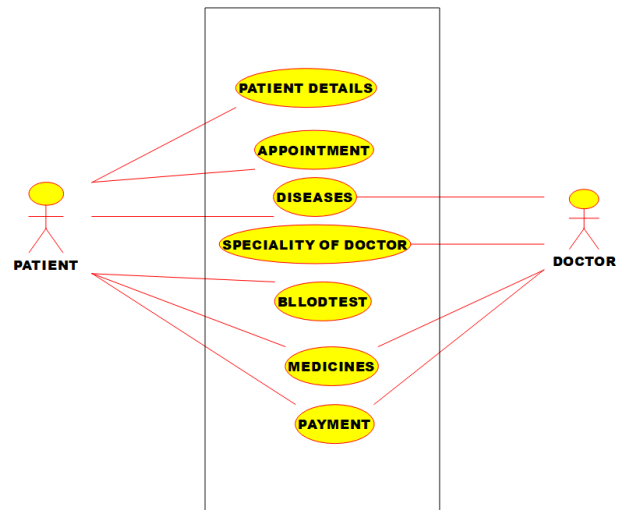 PATIENT DETAILS
APPOINTMENT
DISEASES
SPECIALITY OF DOCTOR
PATIENT
DOCTOR
BLLODTEST
MEDICINES
PAYMENT